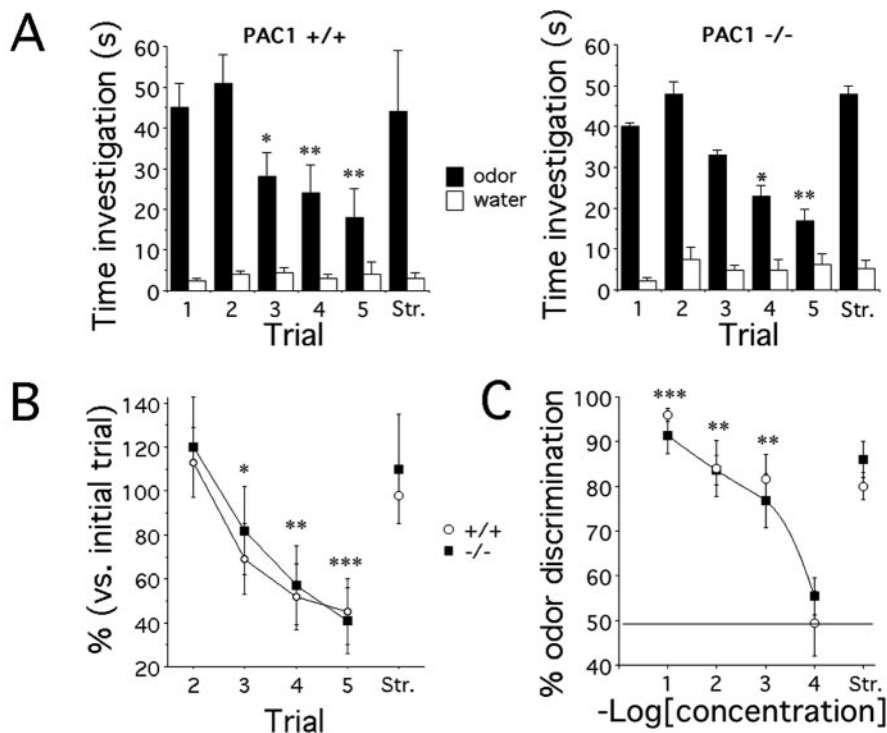 A
PAC1 +/+
Time investigation (s)
60
50
40
30
20
10
0
*
**
**
1 2 3 4 5 Str.
Trial
odor
water
PAC1 -/-
Time investigation (s)
60
50
40
30
20
10
0
*
**
1 2 3 4 5 Str.
Trial
B
% (vs. initial trial)
140
120
100
80
60
40
20
*
**
***
2 3 4 5 Str.
Trial
+/+
-/-
C
% odor discrimination
100
90
80
70
60
50
40
***
**
**
1 2 3 4 Str.
-Log[concentration]